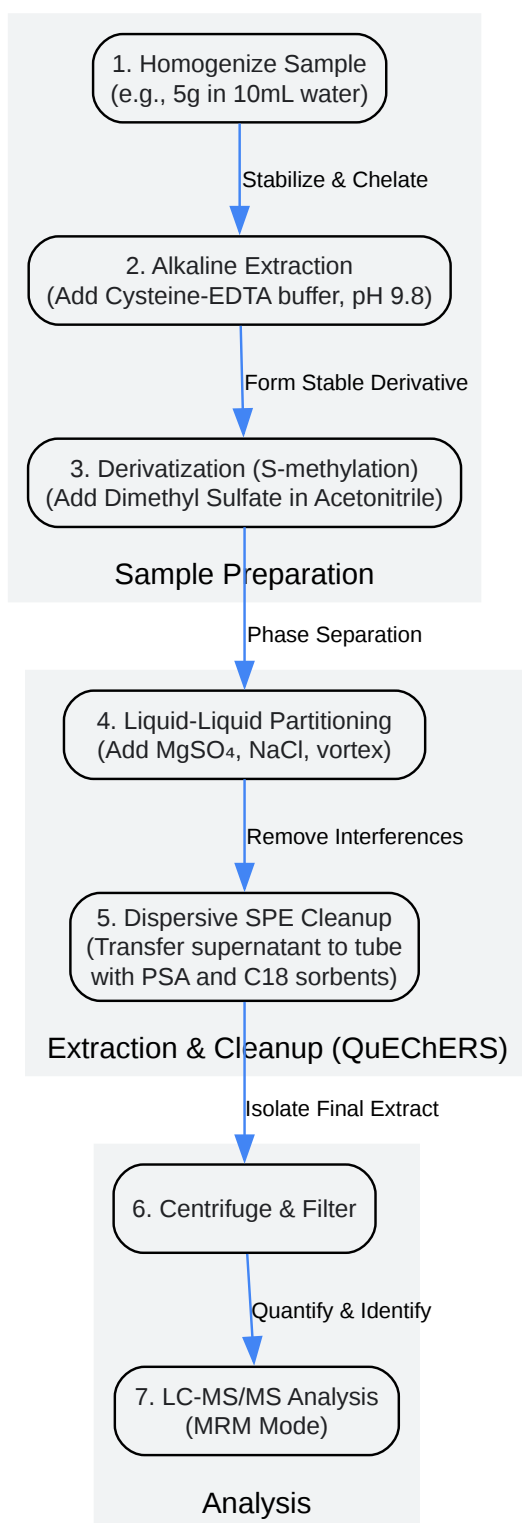 1. Homogenize Sample
(e.g., 5g in 10mL water)
Stabilize & Chelate
2. Alkaline Extraction
(Add Cysteine-EDTA buffer, pH 9.8)
Form Stable Derivative
3. Derivatization (S-methylation)
(Add Dimethyl Sulfate in Acetonitrile)
Sample Preparation
Phase Separation
4. Liquid-Liquid Partitioning
(Add MgSO₄, NaCl, vortex)
Remove Interferences
5. Dispersive SPE Cleanup
(Transfer supernatant to tube
with PSA and C18 sorbents)
Extraction & Cleanup (QuEChERS)
Isolate Final Extract
6. Centrifuge & Filter
Quantify & Identify
7. LC-MS/MS Analysis
(MRM Mode)
Analysis